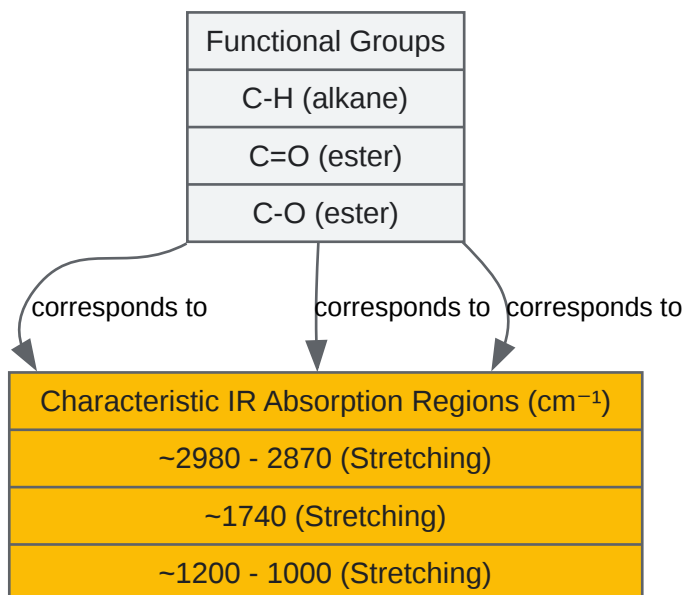 Functional Groups
C-H (alkane)
C=O (ester)
C-O (ester)
corresponds to
corresponds to
corresponds to
Characteristic IR Absorption Regions (cm⁻¹)
~2980 - 2870 (Stretching)
~1740 (Stretching)
~1200 - 1000 (Stretching)